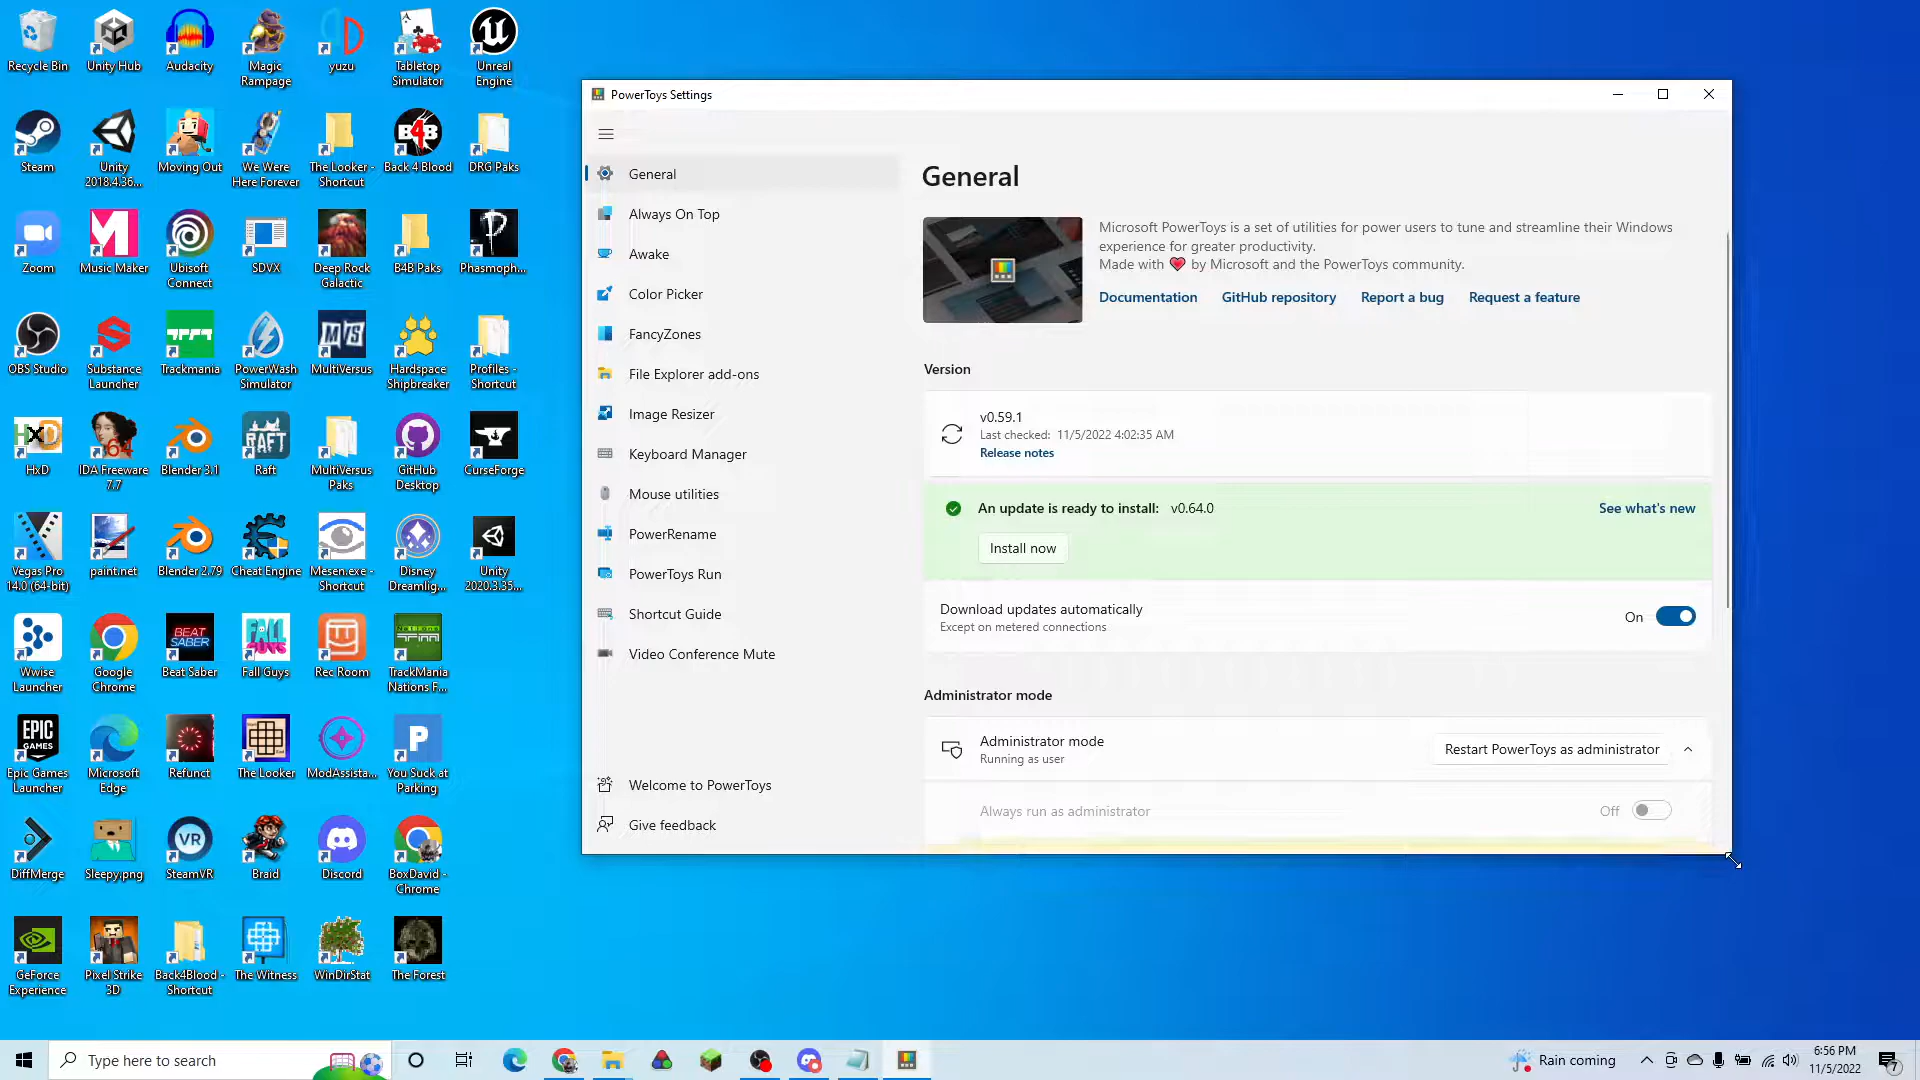 Recycle Bin
Unity Hub
Audacity
Magic
Rampage
yuzu
Tabletop
Simulator
Unreal
Engine
Steam
Unity
2018.4.36...
Moving Out
We Were
Here Forever
The Looker -
Shortcut
Back 4 Blood
DRG Paks
Zoom
Music Maker
Ubisoft
Connect
SDVX
Deep Rock
Galactic
B4B Paks
Phasmoph...
OBS Studio
Substance
Launcher
Trackmania
PowerWash
Simulator
MultiVersus
Hardspace
Shipbreaker
Profiles -
Shortcut
HxD
IDA Freeware
7.7
Blender 3.1
Raft
MultiVersus
Paks
GitHub
Desktop
CurseForge
Vegas Pro
14.0 (64-bit)
paint.net
Blender 2.79
Cheat Engine
Mesen.exe -
Shortcut
Disney
Dreamlig...
Unity
2020.3.35...
Wwise
Launcher
Google
Chrome
Beat Saber
Fall Guys
Rec Room
TrackMania
Nations F...
Epic Games
Launcher
Microsoft
Edge
Refunct
The Looker
ModAssista...
You Suck at
Parking
DiffMerge
Sleepy.png
SteamVR
Braid
Discord
BoxDavid -
Chrome
GeForce
Experience
Pixel Strike
3D
Back4Blood -
Shortcut
The Witness
WinDirStat
The Forest
PowerToys Settings
General
Always On Top
Awake
Color Picker
FancyZones
File Explorer add-ons
Image Resizer
Keyboard Manager
Mouse utilities
PowerRename
PowerToys Run
Shortcut Guide
Video Conference Mute
Welcome to PowerToys
Give feedback
General
Microsoft PowerToys is a set of utilities for power users to tune and streamline their Windows
experience for greater productivity.
Made with 💗 by Microsoft and the PowerToys community.
Documentation
GitHub repository
Report a bug
Request a feature
Version
v0.59.1
Last checked: 11/5/2022 4:02:35 AM
Release notes
An update is ready to install: v0.64.0
See what's new
Install now
Download updates automatically
Except on metered connections
On
Administrator mode
Administrator mode
Running as user
Restart PowerToys as administrator
Always run as administrator
Off
Type here to search
Rain coming
6:56 PM
11/5/2022
7